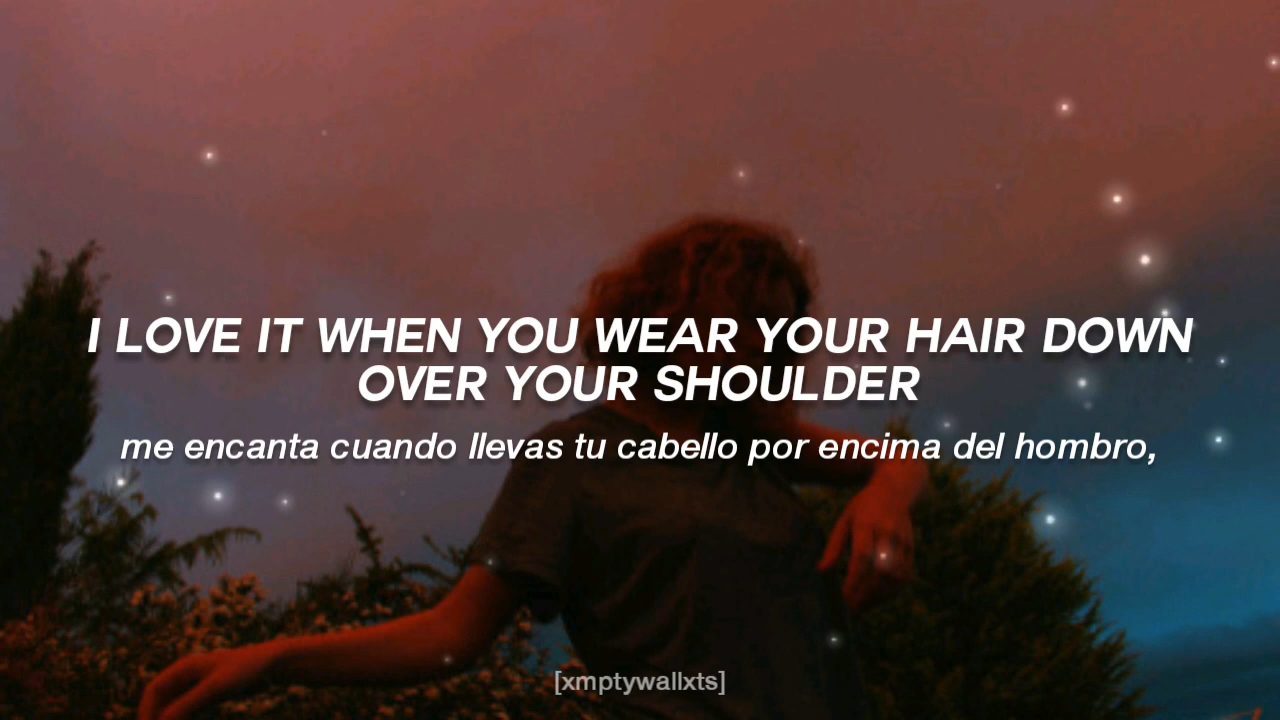 I LOVE IT WHEN YOU WEAR YOUR HAIR DOWN
OVER YOUR SHOULDER
me encanta cuando llevas tu cabello por encima del hombro,
[xmptywallxts]